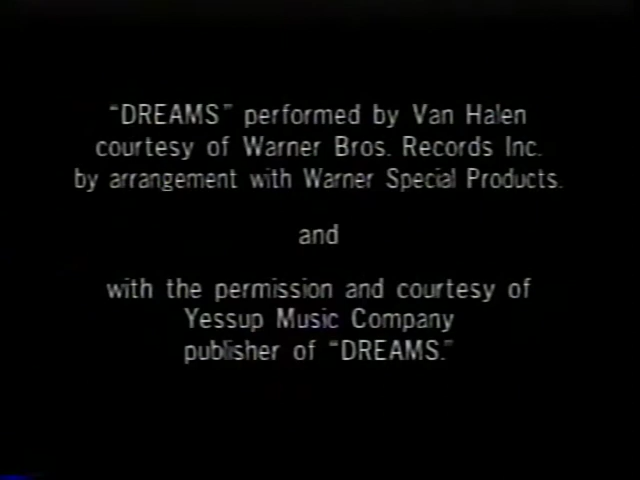 "DREAMS" performed by Van Halen
courtesy of Warner Bros. Records Inc.
by arrangement with Warner Special Products.
and
with the permission and courtesy of
Yessup Music Company
publisher of "DREAMS."